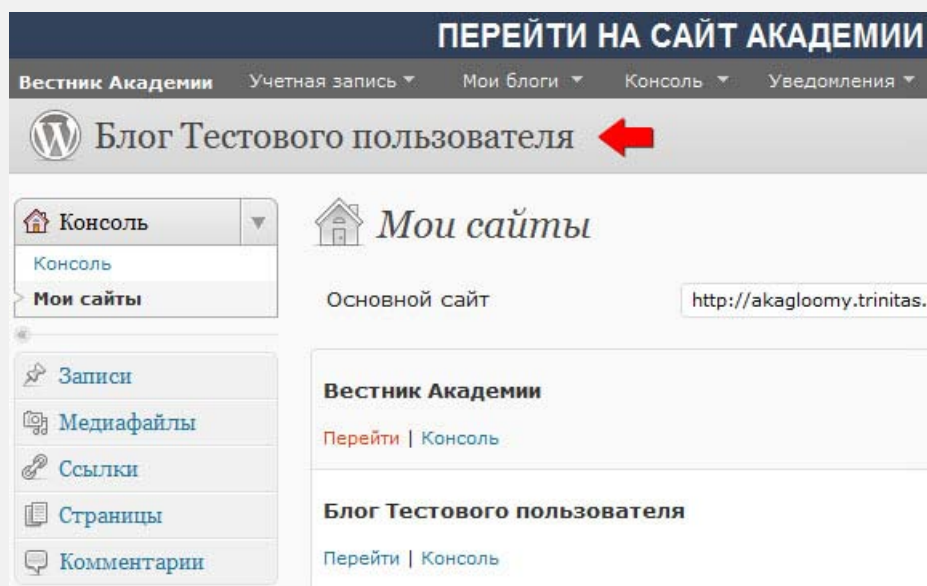 ПЕРЕЙТИ НА САЙТ АКАДЕМИИ
Вестник Академии Учетная запись Мои блоги Консоль Уведомления
Блог Тестового пользователя
Консоль
Консоль
Мои сайты
Записи
Медиафайлы
Ссылки
Страницы
Комментарии
Мои сайты
Основной сайт http://akagloomy.trinitas.
Вестник Академии
Перейти | Консоль
Блог Тестового пользователя
Перейти | Консоль